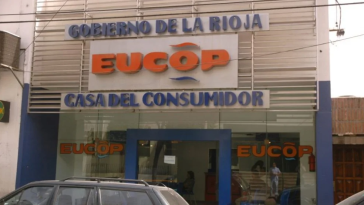 GOBIERNO DE LA RIOJA
EUCOP
CASA DEL CONSUMIDOR
EUCOP
EUCOP